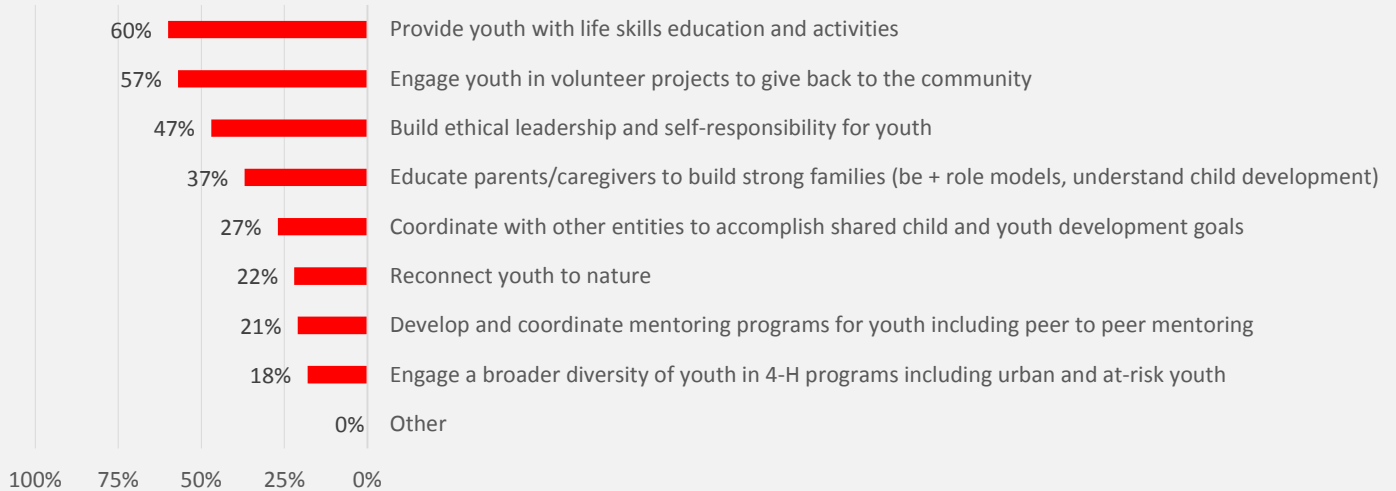 60% Provide youth with life skills education and activities
57% Engage youth in volunteer projects to give back to the community
47% Build ethical leadership and self-responsibility for youth
37% Educate parents/caregivers to build strong families (be + role models, understand child development)
27% Coordinate with other entities to accomplish shared child and youth development goals
22% Reconnect youth to nature
21% Develop and coordinate mentoring programs for youth including peer to peer mentoring
18% Engage a broader diversity of youth in 4-H programs including urban and at-risk youth
0% Other
100% 75% 50% 25% 0%